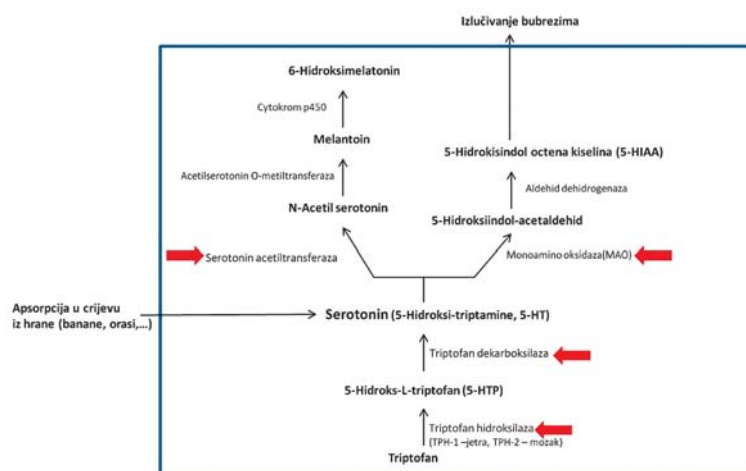 Izlučivanje bubrezima
6-Hidroksimelatonin
Cytokrom p450
Melantoin
5-Hidrokisindol octena kiselina (5-HIAA)
Acetilserotonin O-metiltransferaza
Aldehid dehidrogenaza
N-Acetil serotonin
5-Hidroksiindol-acetaldehid
Serotonin acetiltransferaza
Monoamino oksidaza(MAO)
Apsorpcija u crijevu
iz hrane (banane, orasi,...)
Serotonin (5-Hidroksi-triptamine, 5-HT)
Triptofan dekarboksilaza
5-Hidroks-L-triptofan (5-HTP)
Triptofan hidroksilaza
(TPH-1 –jetra, TPH-2 – mozak)
Triptofan